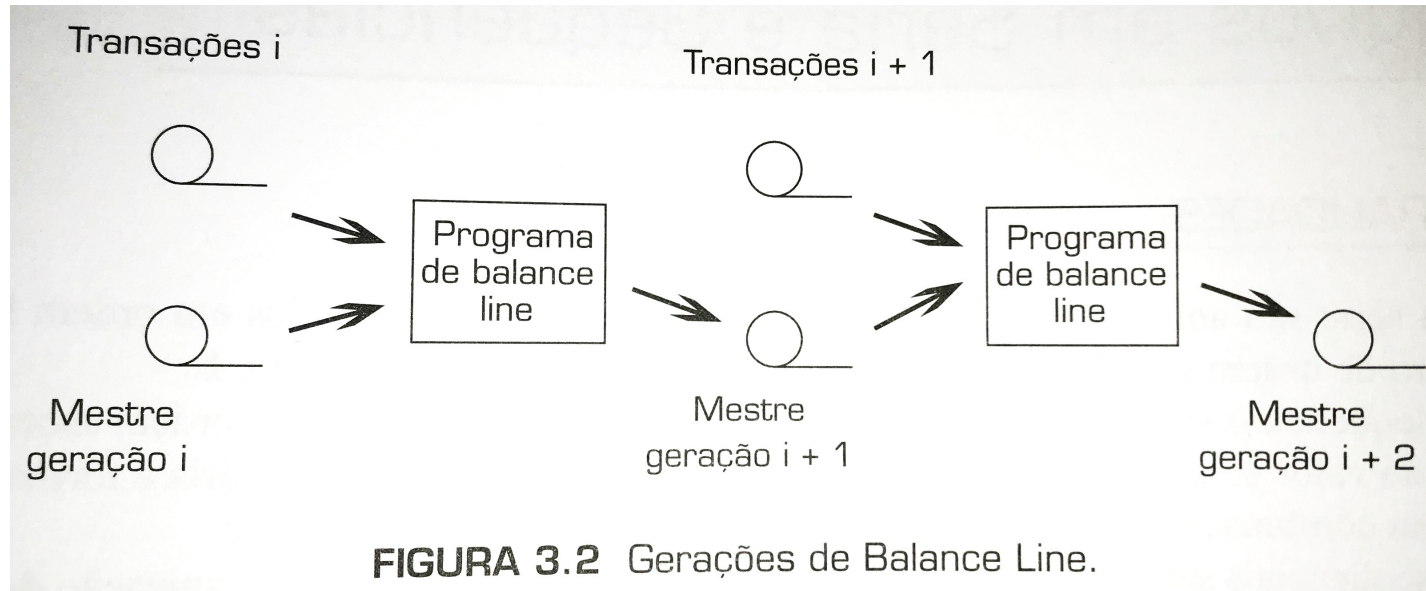 Transações i
Transações i + 1
Programa
de balance
line
Programa
de balance
line
Mestre
geração i
Mestre
geração i + 1
Mestre
geração i + 2
FIGURA 3.2 Gerações de Balance Line.